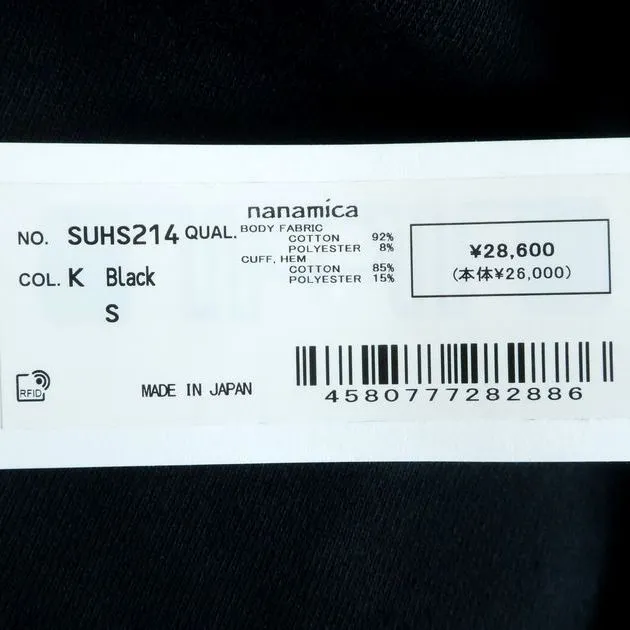 nanamica
NO. SUHS214 QUAL. BODY FABRIC
COTTON 92%
POLYESTER 8%
CUFF, HEM
COTTON 85%
POLYESTER 15%
¥28,600
(本体¥26,000)
COL. K Black
S
RFID
MADE IN JAPAN
4580777282886